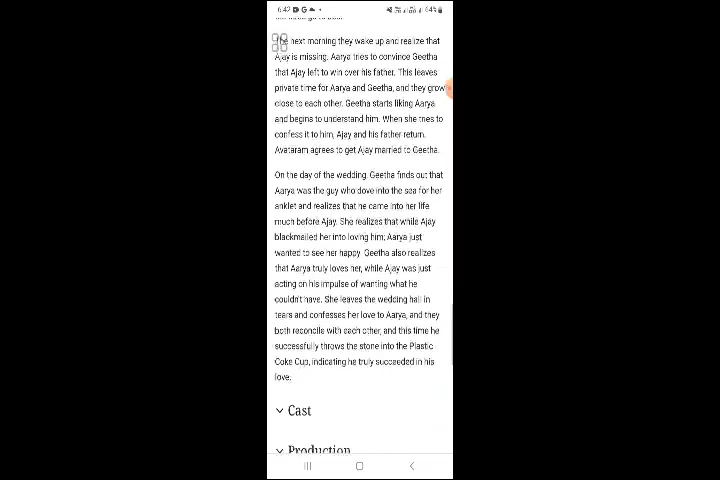 6:42
64%
The next morning they wake up and realize that
Ajay is missing. Aarya tries to convince Geetha
that Ajay left to win over his father. This leaves
private time for Aarya and Geetha, and they grow
close to each other. Geetha starts liking Aarya
and begins to understand him. When she tries to
confess it to him, Ajay and his father return.
Avataram agrees to get Ajay married to Geetha.
On the day of the wedding, Geetha finds out that
Aarya was the guy who dove into the sea for her
anklet and realizes that he came into her life
much before Ajay. She realizes that while Ajay
blackmailed her into loving him; Aarya just
wanted to see her happy. Geetha also realizes
that Aarya truly loves her, while Ajay was just
acting on his impulse of wanting what he
couldn't have. She leaves the wedding hall in
tears and confesses her love to Aarya, and they
both reconcile with each other, and this time he
successfully throws the stone into the Plastic
Coke Cup, indicating he truly succeeded in his
love.
Cast
Production